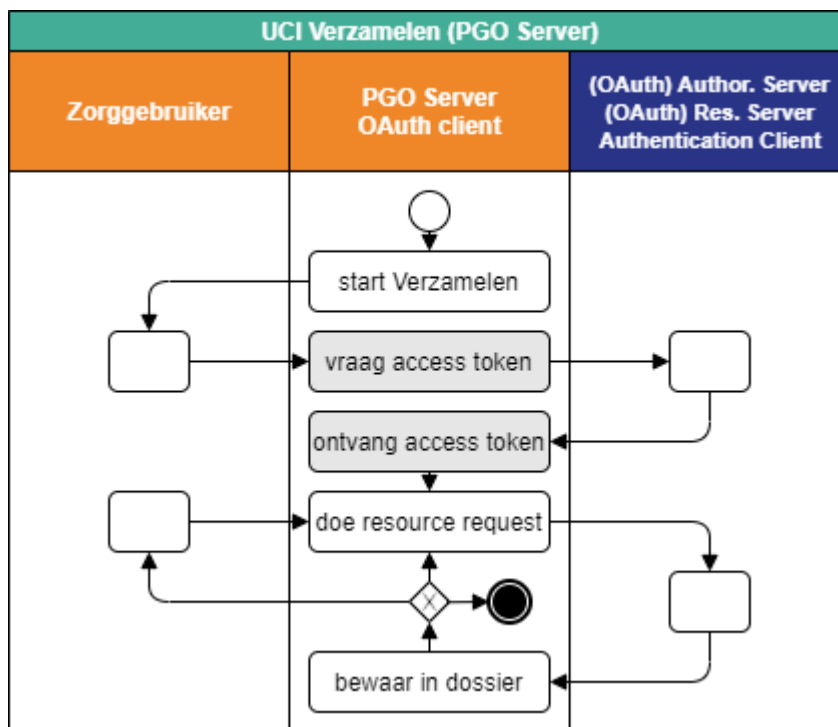 UCI Verzamelen (PGO Server)
Zorggebruiker
PGO Server
OAuth client
(OAuth) Author. Server
(OAuth) Res. Server
Authentication Client
start Verzamelen
vraag access token
ontvang access token
doe resource request
X
bewaar in dossier